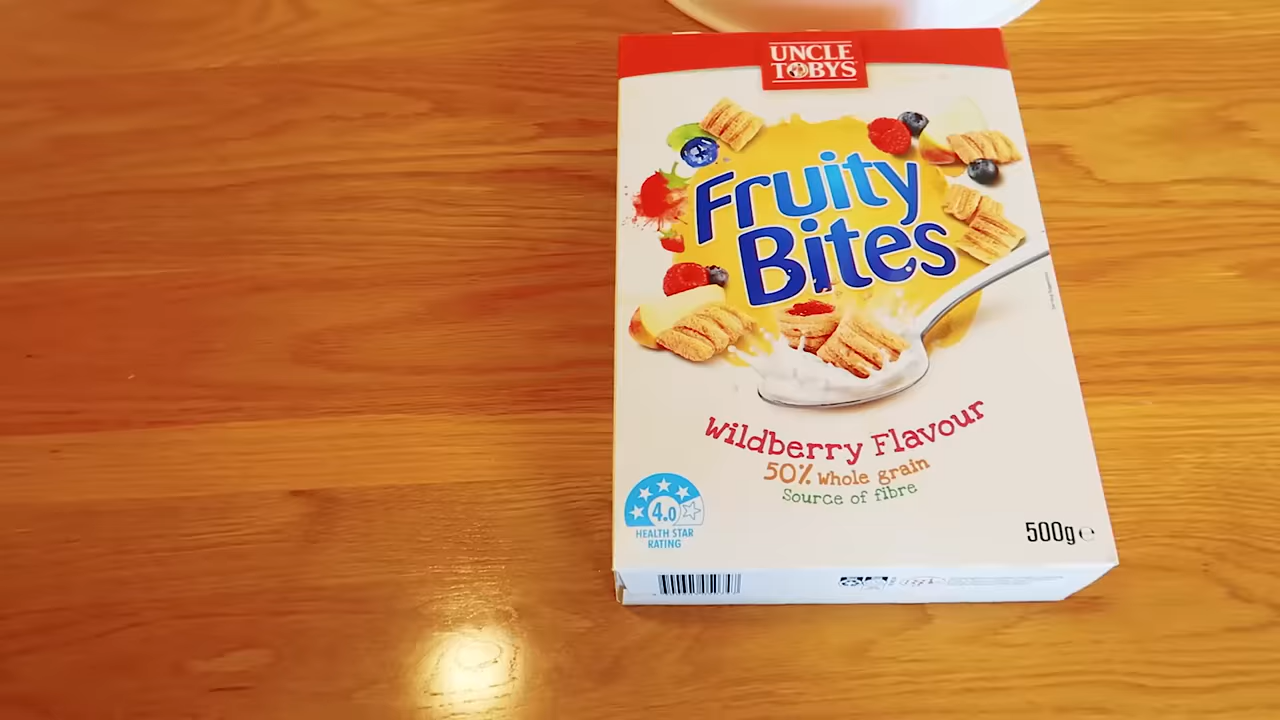 UNCLE
TOBYS
Fruity
Bites
Wildberry Flavour
50% Whole grain
Source of fibre
4.0
HEALTH STAR
RATING
500g℮